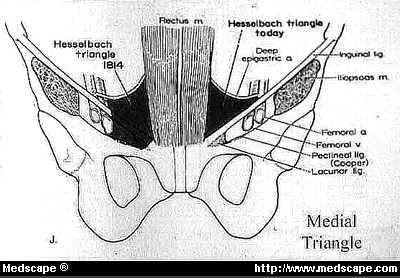 Rectus m.
Hesselbach
triangle
1814
Hesselbach triangle
today
Deep
epigastric a.
Inguinal lig.
Iliopsoas m.
Femoral a.
Femoral v.
Pectineal lig.
(Cooper)
Lacunar lig.
J.
Medial
Triangle
Medscape ®
http://www.medscape.com